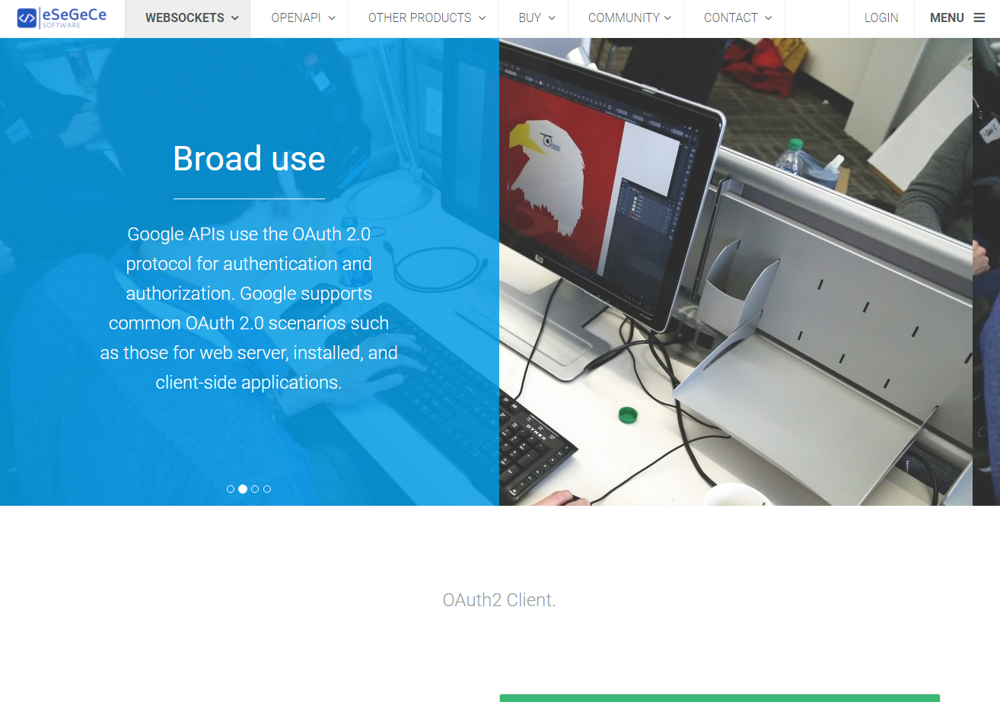 eSeGeCe
SOFTWARE
WEBSOCKETS
OPENAPI
OTHER PRODUCTS
BUY
COMMUNITY
CONTACT
LOGIN
MENU
Broad use
Google APIs use the OAuth 2.0
protocol for authentication and
authorization. Google supports
common OAuth 2.0 scenarios such
as those for web server, installed, and
client-side applications.
DYNEX
OAuth2 Client.